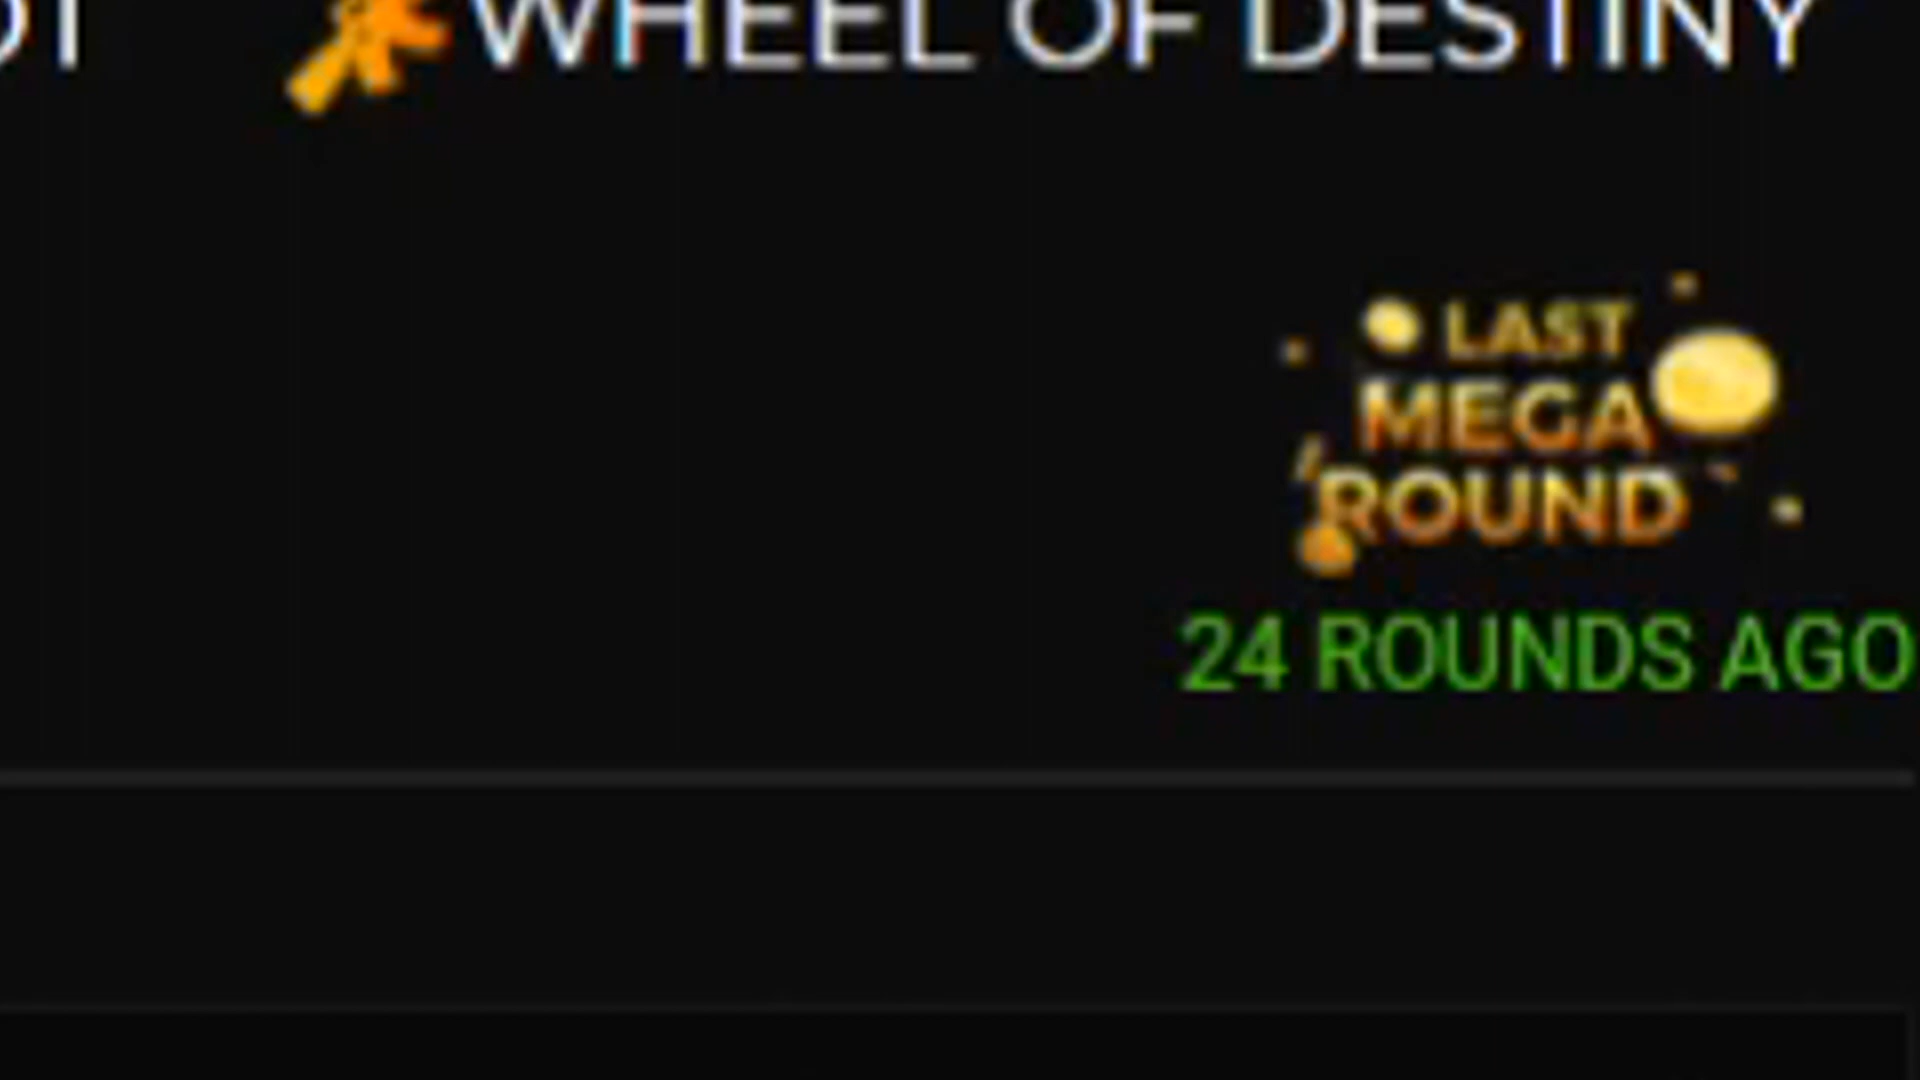 WHEEL OF DESTINY
LAST
MEGA
ROUND
24 ROUNDS AGO